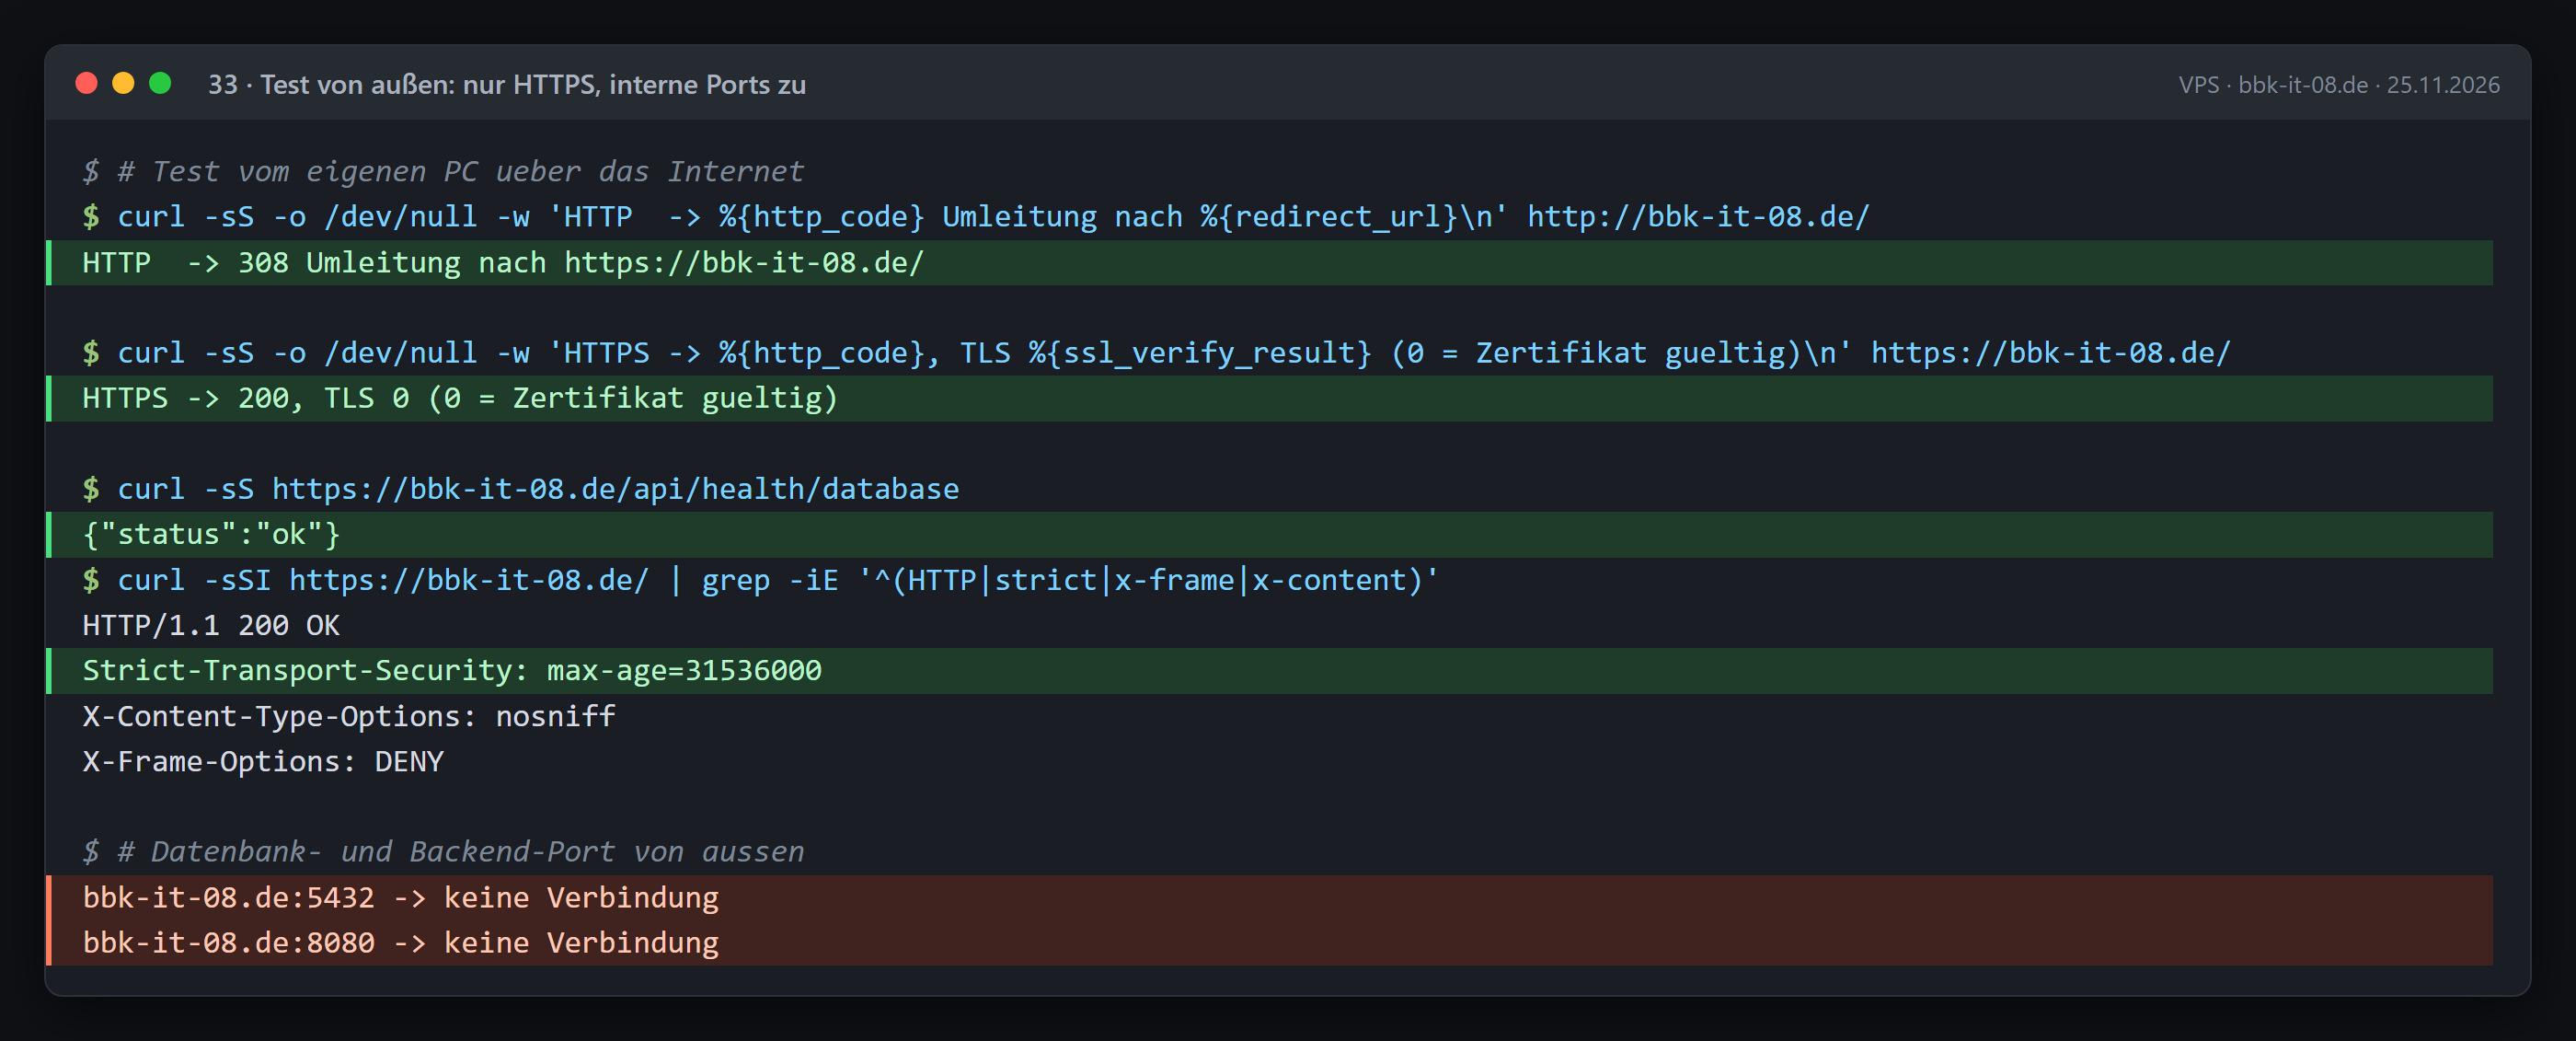 33 · Test von außen: nur HTTPS, interne Ports zu
VPS · bbk-it-08.de · 25.11.2026
$ # Test vom eigenen PC ueber das Internet
$ curl -sS -o /dev/null -w 'HTTP  -> %{http_code} Umleitung nach %{redirect_url}\n' http://bbk-it-08.de/
HTTP  -> 308 Umleitung nach https://bbk-it-08.de/
$ curl -sS -o /dev/null -w 'HTTPS -> %{http_code}, TLS %{ssl_verify_result} (0 = Zertifikat gueltig)\n' https://bbk-it-08.de/
HTTPS -> 200, TLS 0 (0 = Zertifikat gueltig)
$ curl -sS https://bbk-it-08.de/api/health/database
{"status":"ok"}
$ curl -sSI https://bbk-it-08.de/ | grep -iE '^(HTTP|strict|x-frame|x-content)'
HTTP/1.1 200 OK
Strict-Transport-Security: max-age=31536000
X-Content-Type-Options: nosniff
X-Frame-Options: DENY
$ # Datenbank- und Backend-Port von aussen
bbk-it-08.de:5432 -> keine Verbindung
bbk-it-08.de:8080 -> keine Verbindung